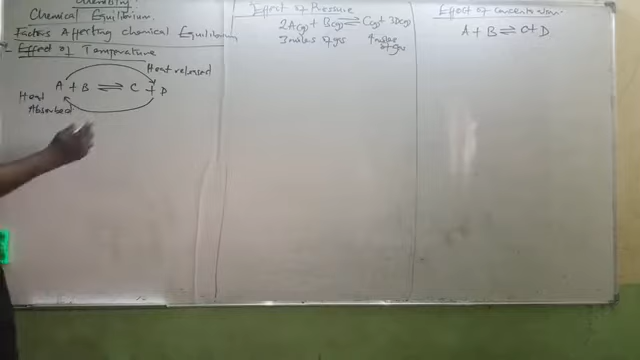 Chemistry
Chemical Equilibrium.
Factors Affecting Chemical Equilibrium
- Effect of Temperature
Heat released
A + B ⇌ C + D
Heat
Absorbed
Effect of Pressure
2A(g) + B(g) ⇌ C(g) + 3D(g)
3 moles of gas
4 moles of gas
Effect of Concentration.
A + B ⇌ C + D